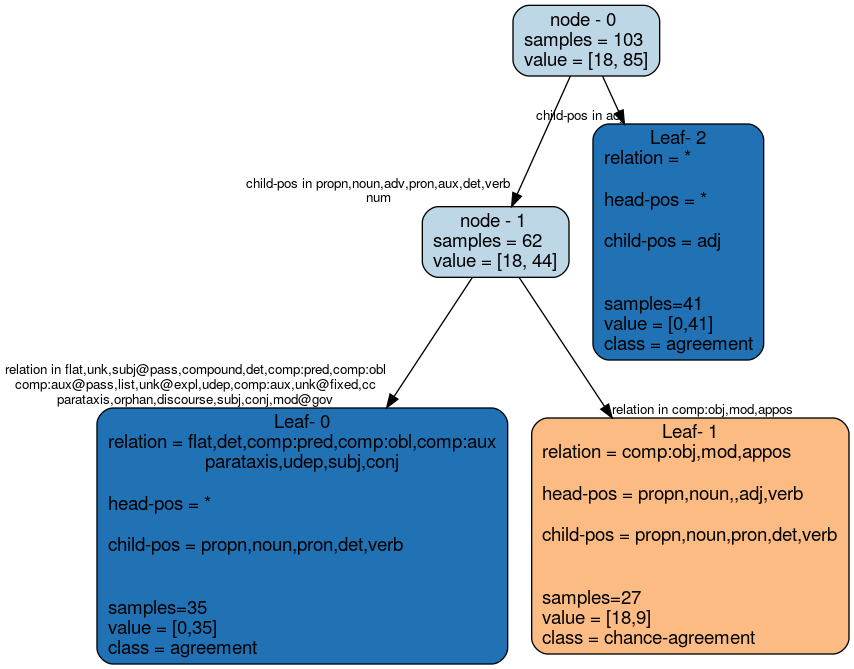 node - 0
samples = 103
value = [18, 85]
child-pos in adj
Leaf- 2
relation = *
head-pos = *
child-pos = adj
samples=41
value = [0,41]
class = agreement
child-pos in propn,noun,adv,pron,aux,det,verb
num
node - 1
samples = 62
value = [18, 44]
relation in flat,unk,subj@pass,compound,det,comp:pred,comp:obl
comp:aux@pass,list,unk@expl,udep,comp:aux,unk@fixed,cc
parataxis,orphan,discourse,subj,conj,mod@gov
Leaf- 0
relation = flat,det,comp:pred,comp:obl,comp:aux
parataxis,udep,subj,conj
head-pos = *
child-pos = propn,noun,pron,det,verb
samples=35
value = [0,35]
class = agreement
relation in comp:obj,mod,appos
Leaf- 1
relation = comp:obj,mod,appos
head-pos = propn,noun,,adj,verb
child-pos = propn,noun,pron,det,verb
samples=27
value = [18,9]
class = chance-agreement